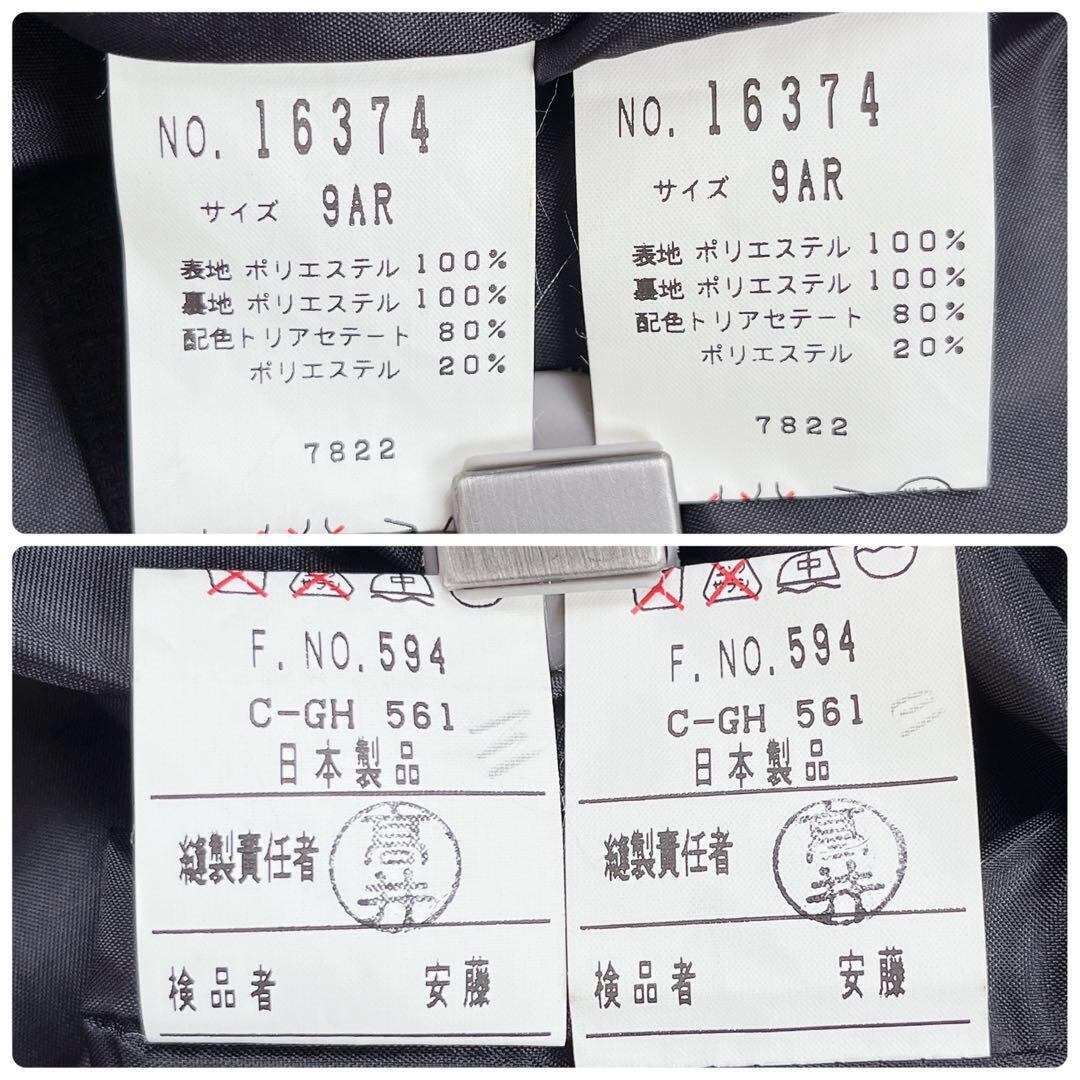 NO. 16374
サイズ 9AR
表地 ポリエステル 100%
裏地 ポリエステル 100%
配色トリアセテート 80%
ポリエステル 20%
7822
NO. 16374
サイズ 9AR
表地 ポリエステル 100%
裏地 ポリエステル 100%
配色トリアセテート 80%
ポリエステル 20%
7822
中
F. NO. 594
C-GH 561
日本製品
縫製責任者 高井
検品者 安藤
中
F. NO. 594
C-GH 561
日本製品
縫製責任者 高井
検品者 安藤